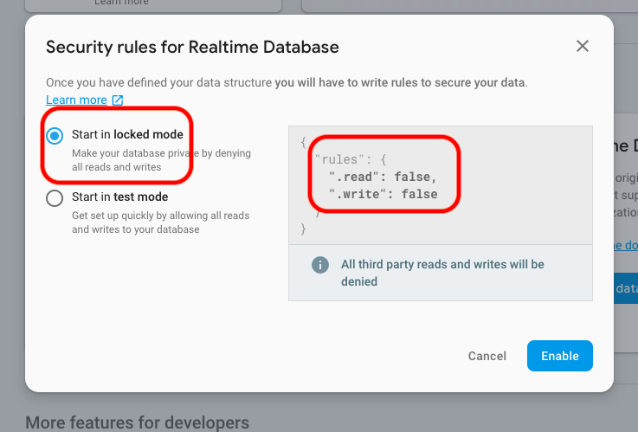 Learn more
Security rules for Realtime Database
Once you have defined your data structure you will have to write rules to secure your data.
Learn more
Start in locked mode
Make your database private by denying
all reads and writes
Start in test mode
Get set up quickly by allowing all reads
and writes to your database
{
"rules": {
".read": false,
".write": false
}
}
All third party reads and writes will be
denied
Cancel
Enable
More features for developers